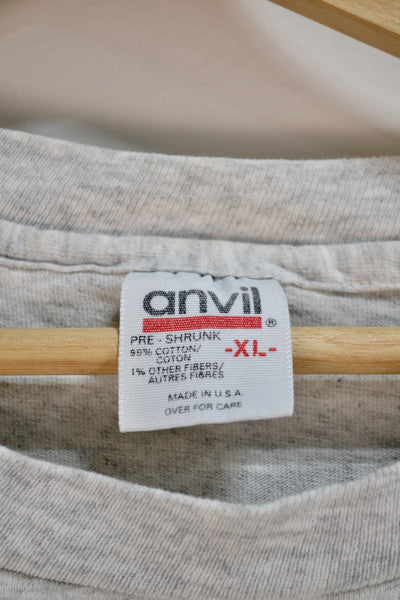 anvil®
PRE - SHRUNK
99% COTTON/
COTON
-XL-
1% OTHER FIBERS/
AUTRES FIBRES
MADE IN U.S.A.
OVER FOR CARE